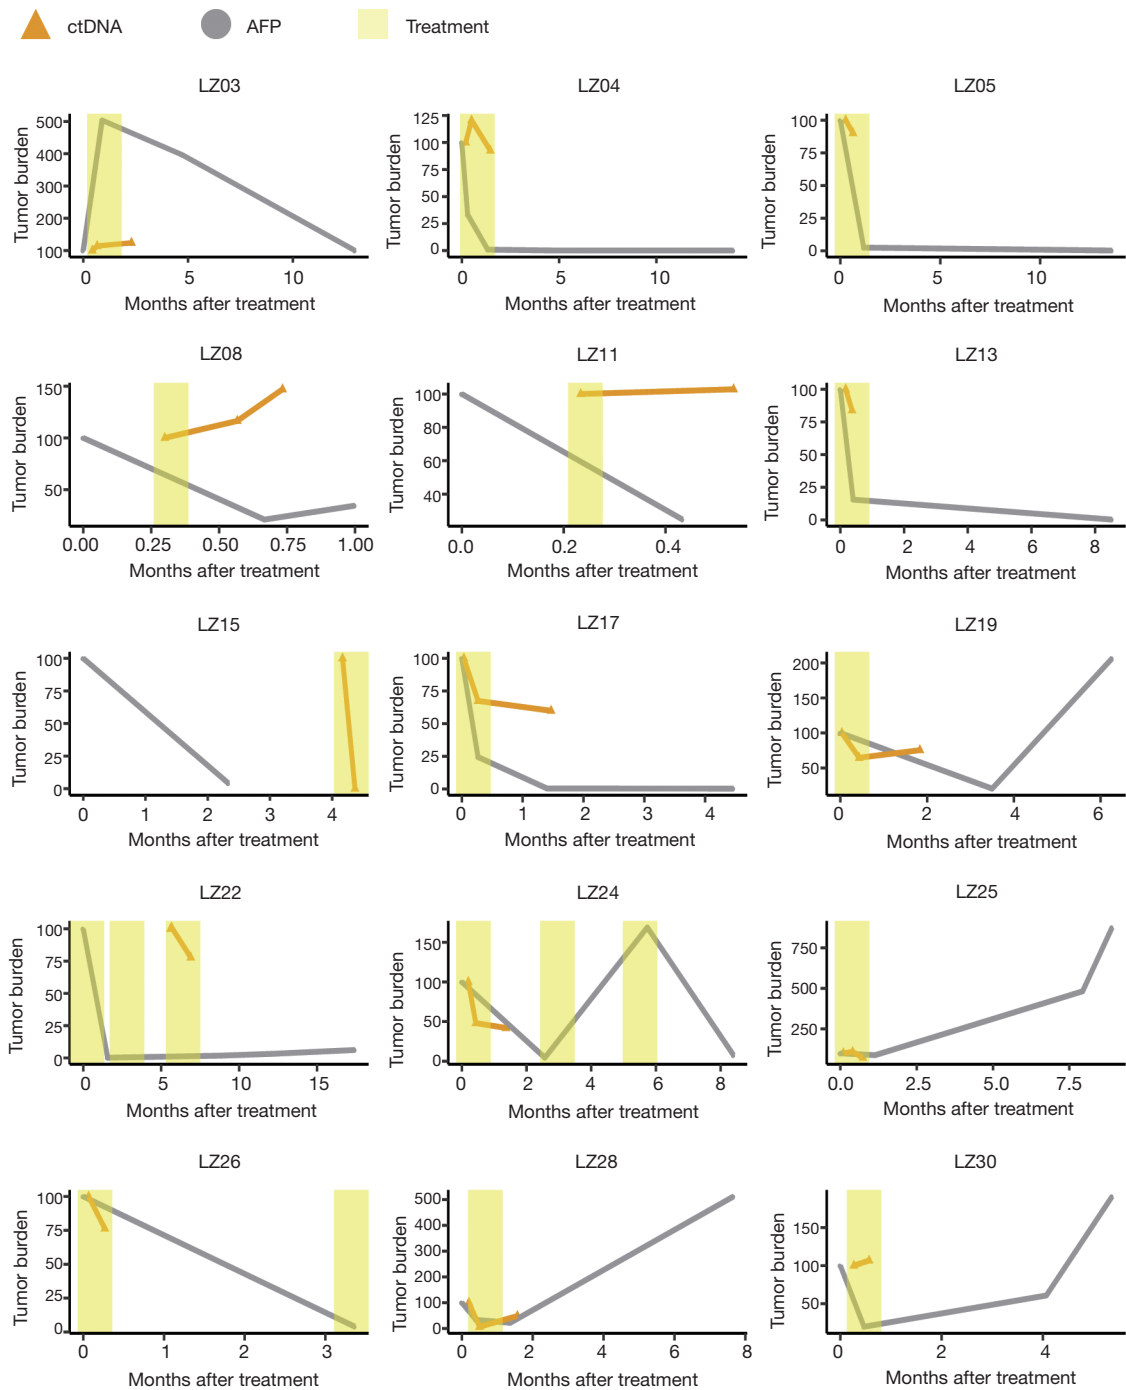 ctDNA AFP Treatment
LZ03 LZ04 LZ05
Tumor burden Tumor burden Tumor burden
500 400 300 200 100
125 100 75 50 25 0
100 75 50 25 0
0 5 10 0 5 10 0 5 10
Months after treatment Months after treatment Months after treatment
LZ08 LZ11 LZ13
Tumor burden Tumor burden Tumor burden
150 100 50
100 80 60 40
100 75 50 25 0
0.00 0.25 0.50 0.75 1.00 0.0 0.2 0.4 0 2 4 6 8
Months after treatment Months after treatment Months after treatment
LZ15 LZ17 LZ19
Tumor burden Tumor burden Tumor burden
100 75 50 25 0
100 75 50 25 0
200 150 100 50
0 1 2 3 4 0 1 2 3 4 0 2 4 6
Months after treatment Months after treatment Months after treatment
LZ22 LZ24 LZ25
Tumor burden Tumor burden Tumor burden
100 75 50 25 0
150 100 50 0
750 500 250
0 5 10 15 0 2 4 6 8 0.0 2.5 5.0 7.5
Months after treatment Months after treatment Months after treatment
LZ26 LZ28 LZ30
Tumor burden Tumor burden Tumor burden
100 75 50 25 0
500 400 300 200 100 0
150 100 50
0 1 2 3 0 2 4 6 8 0 2 4
Months after treatment Months after treatment Months after treatment